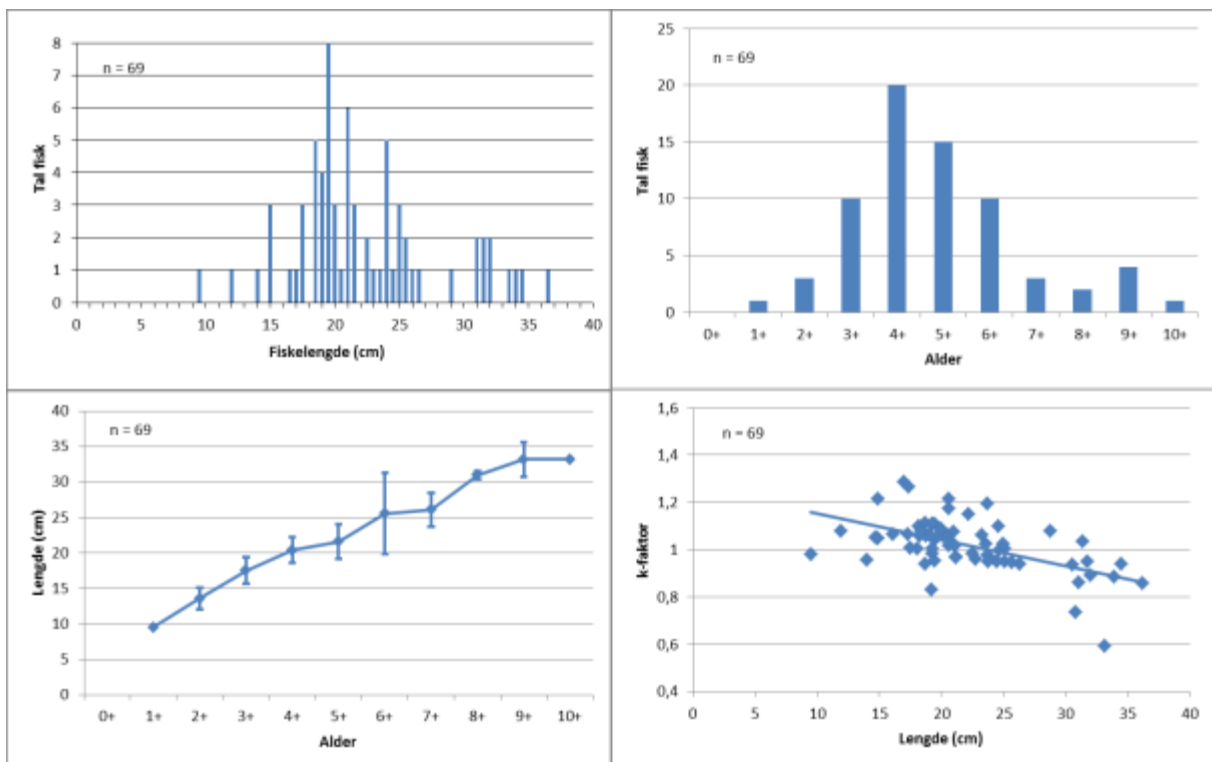 8
7
6
5
4
3
2
1
0
n = 69
Tal fisk
0 5 10 15 20 25 30 35 40
Fiskelengde (cm)
25
20
15
10
5
0
n = 69
Tal fisk
0+ 1+ 2+ 3+ 4+ 5+ 6+ 7+ 8+ 9+ 10+
Alder
40
35
30
25
20
15
10
5
0
n = 69
Lengde (cm)
0+ 1+ 2+ 3+ 4+ 5+ 6+ 7+ 8+ 9+ 10+
Alder
1,6
1,4
1,2
1
0,8
0,6
0,4
n = 69
k-faktor
0 5 10 15 20 25 30 35 40
Lengde (cm)